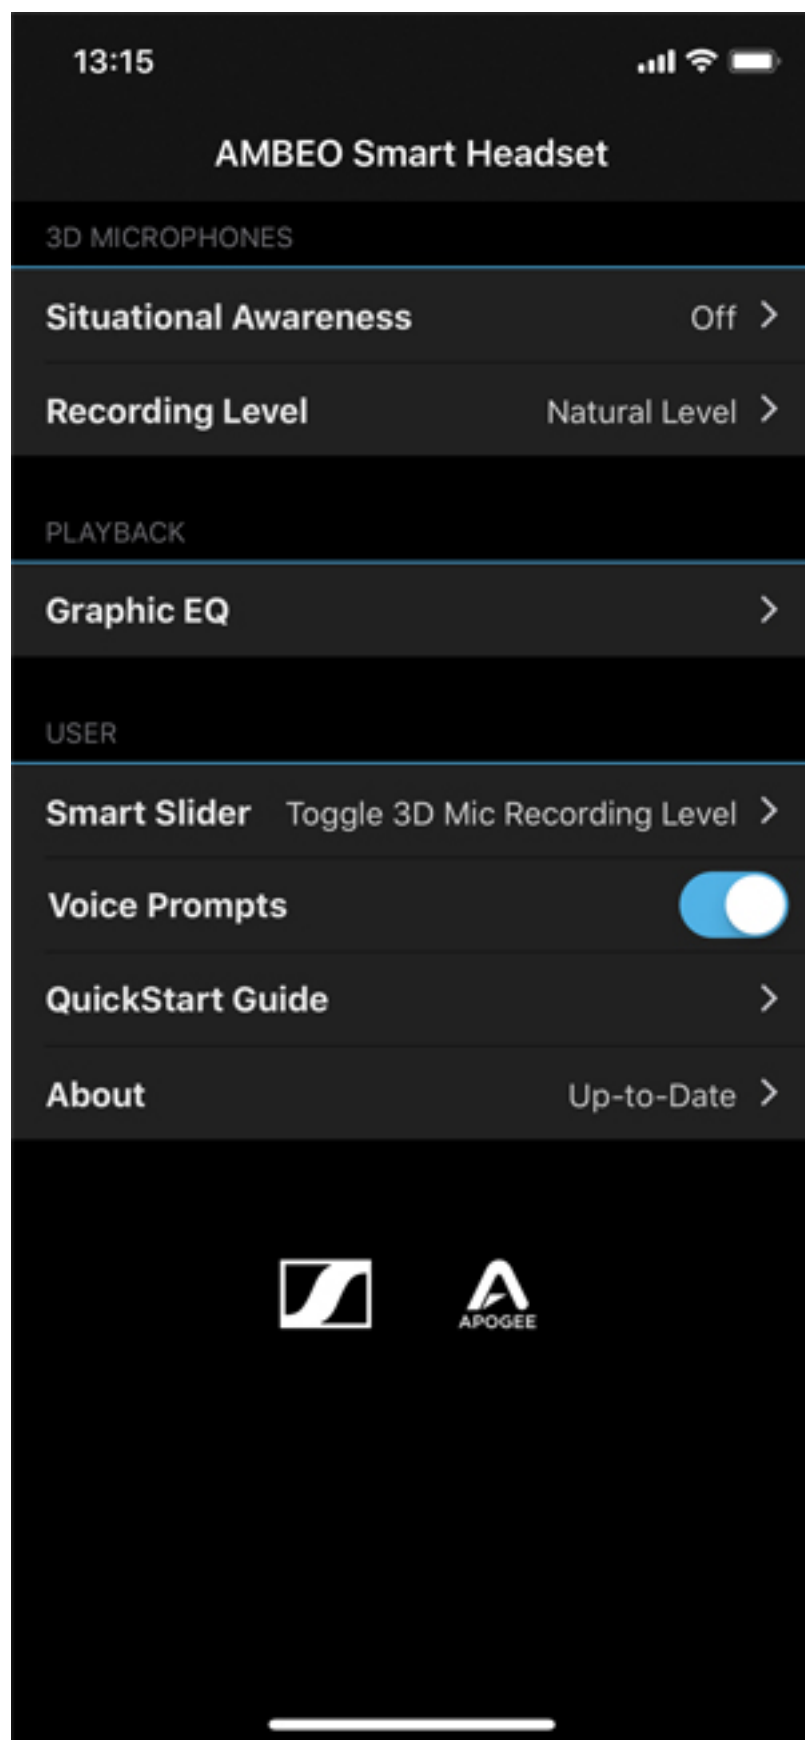 13:15
AMBEO Smart Headset
3D MICROPHONES
Situational Awareness Off
Recording Level Natural Level
PLAYBACK
Graphic EQ
USER
Smart Slider Toggle 3D Mic Recording Level
Voice Prompts
QuickStart Guide
About Up-to-Date
APOGEE